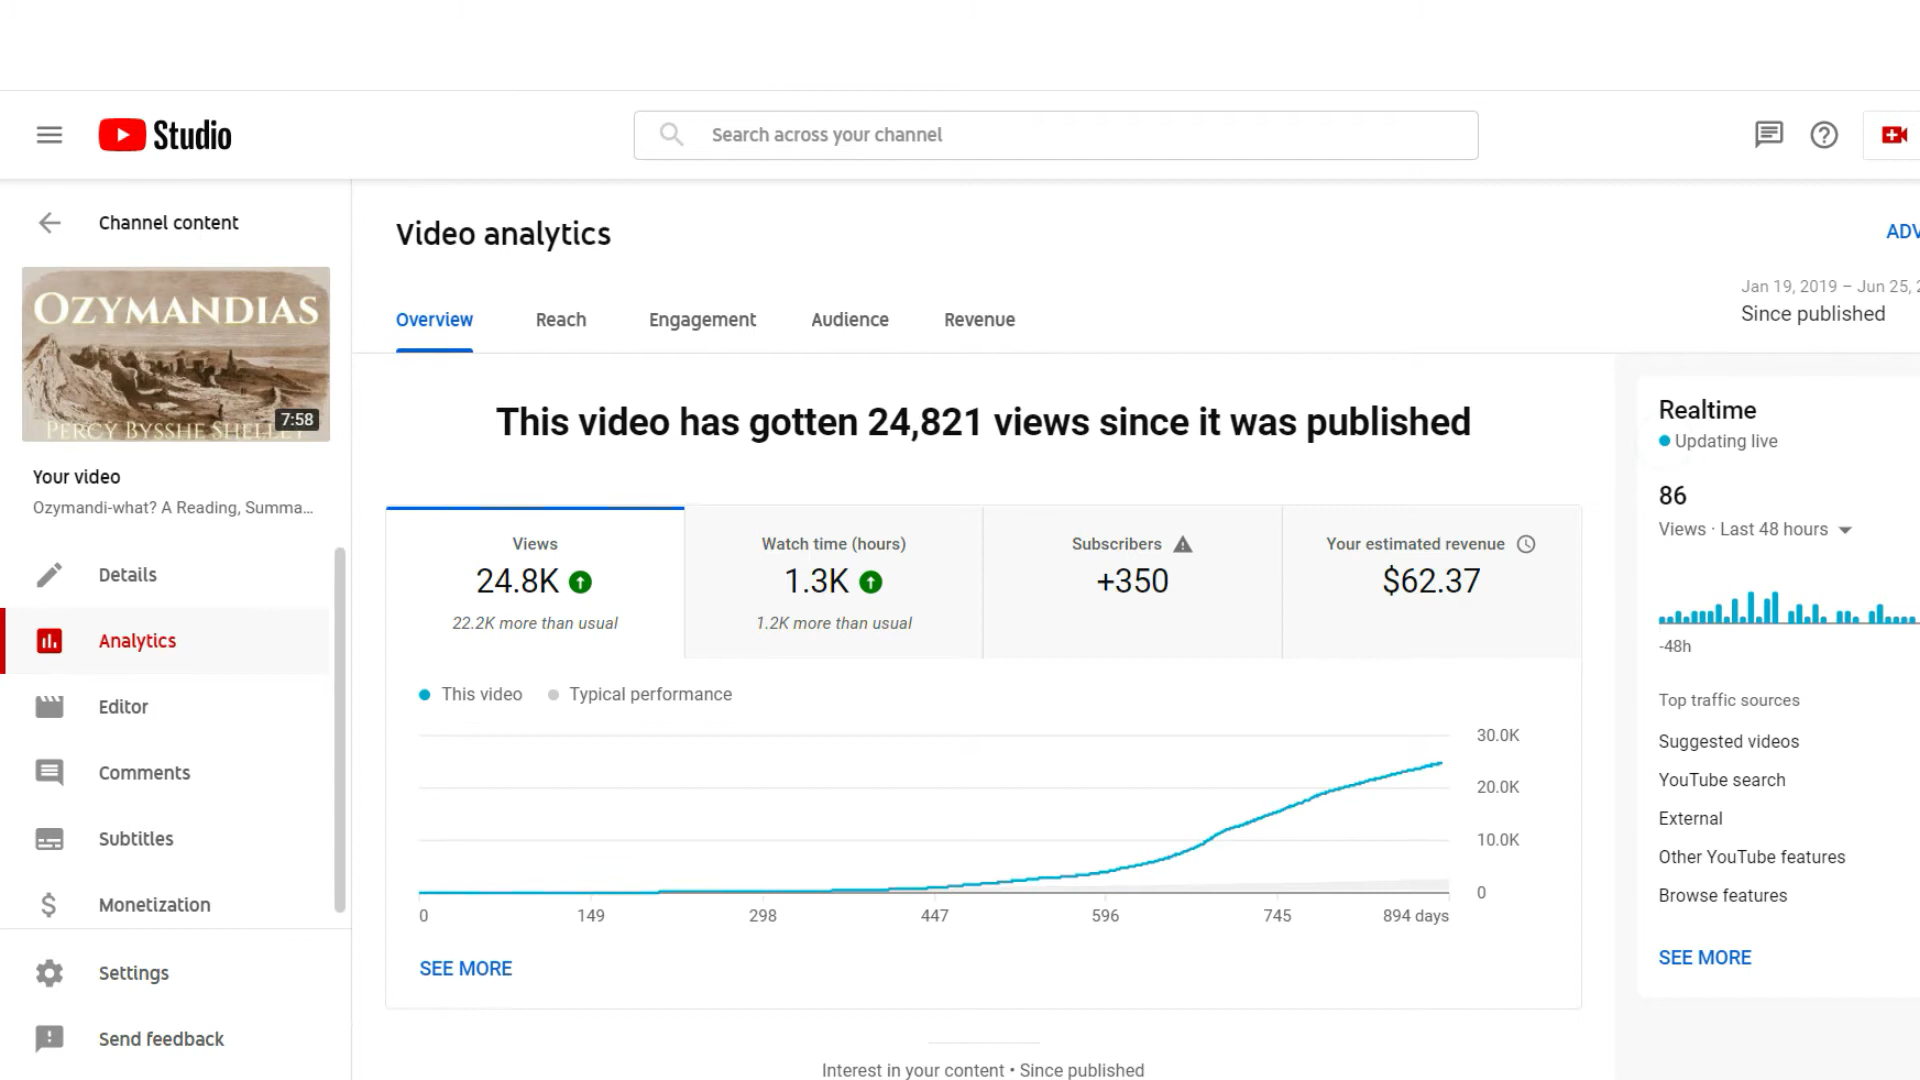 Studio
Search across your channel
Channel content
OZYMANDIAS
7:58
PERCY BYSSHE SHELLEY
Your video
Ozymandi-what? A Reading, Summa...
Details
Analytics
Editor
Comments
Subtitles
Monetization
Settings
Send feedback
Video analytics
ADV
Overview
Reach
Engagement
Audience
Revenue
Jan 19, 2019 – Jun 25, 2
Since published
This video has gotten 24,821 views since it was published
Views
24.8K
22.2K more than usual
Watch time (hours)
1.3K
1.2K more than usual
Subscribers
+350
Your estimated revenue
$62.37
This video
Typical performance
30.0K
20.0K
10.0K
0
0
149
298
447
596
745
894 days
SEE MORE
Interest in your content • Since published
Realtime
Updating live
86
Views · Last 48 hours
-48h
Top traffic sources
Suggested videos
YouTube search
External
Other YouTube features
Browse features
SEE MORE